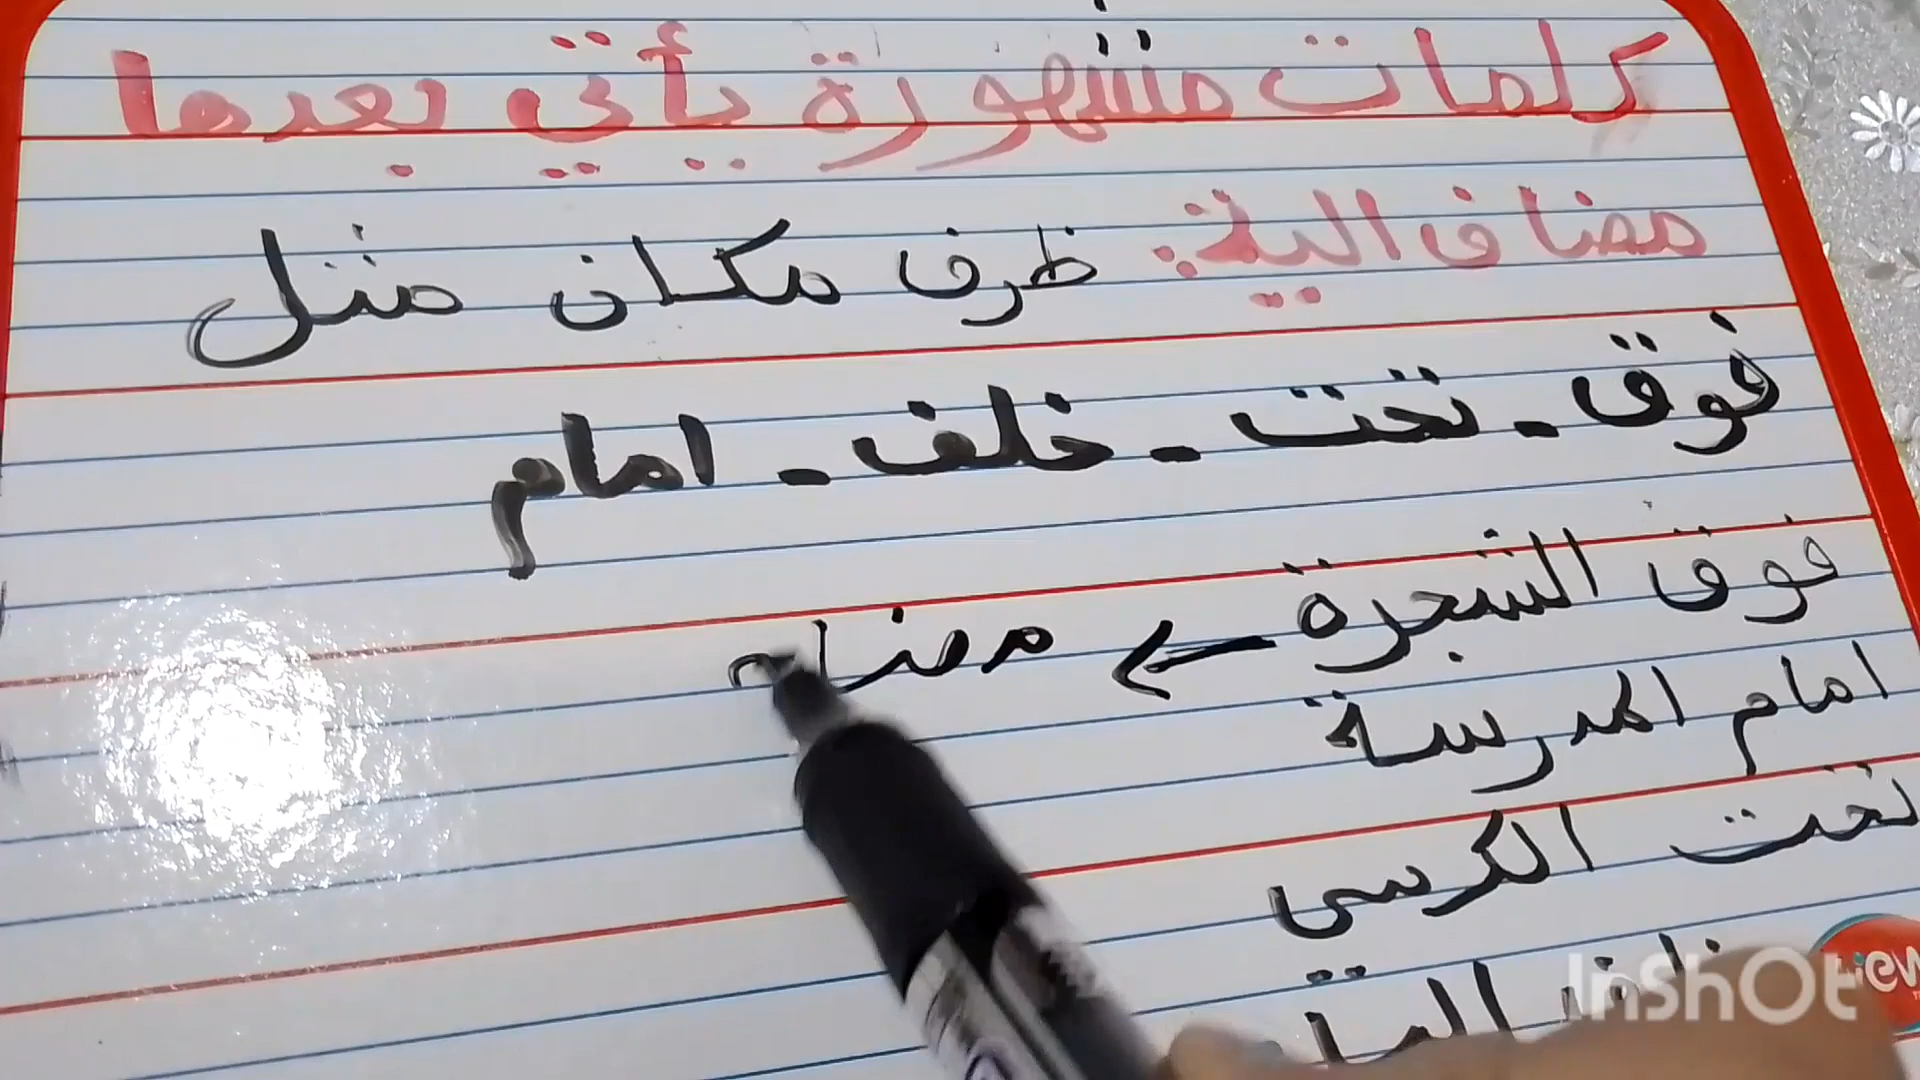 كلمات مشهورة يأتي بعدها
مضاف اليه: ظرف مكان مثل
فوق - تحت - خلف - امام
فوق الشجرة ← مضاف
امام المدرسة
تحت الكرسي
InShOt